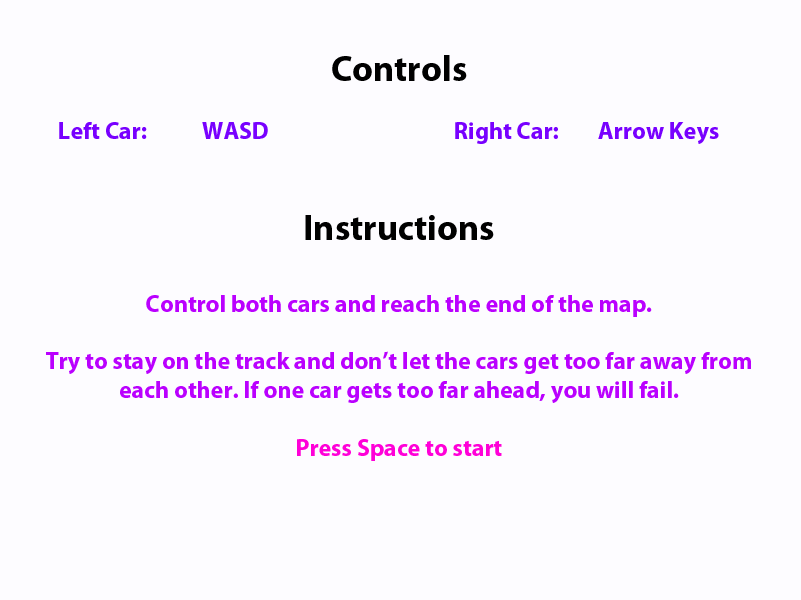 Controls
Left Car: WASD Right Car: Arrow Keys
Instructions
Control both cars and reach the end of the map.
Try to stay on the track and don’t let the cars get too far away from
each other. If one car gets too far ahead, you will fail.
Press Space to start